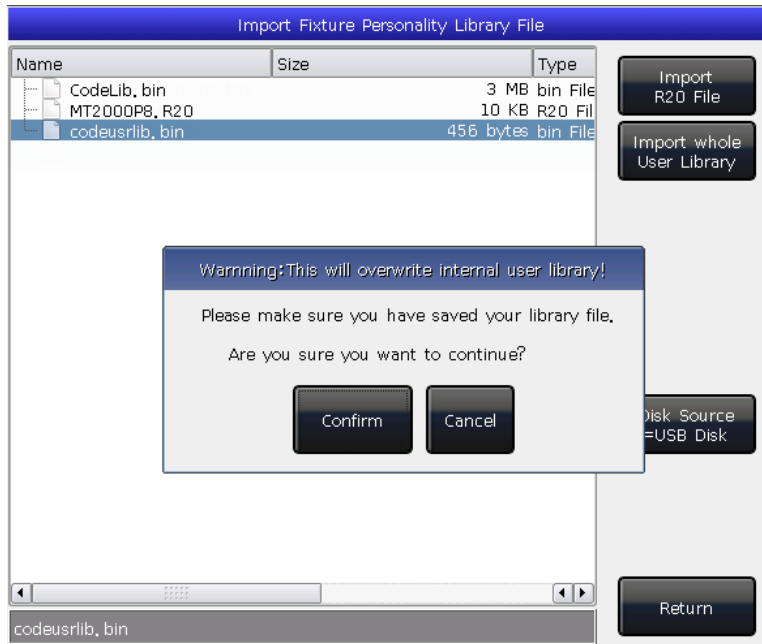 Import Fixture Personality Library File
Name Size Type
CodeLib.bin 3 MB bin File
MT2000P8.R20 10 KB R20 Fil
codeusrlib.bin 456 bytes bin File
Import
R20 File
Import whole
User Library
Warnning:This will overwrite internal user library!
Please make sure you have saved your library file.
Are you sure you want to continue?
Confirm Cancel
Disk Source
=USB Disk
Return
codeusrlib.bin